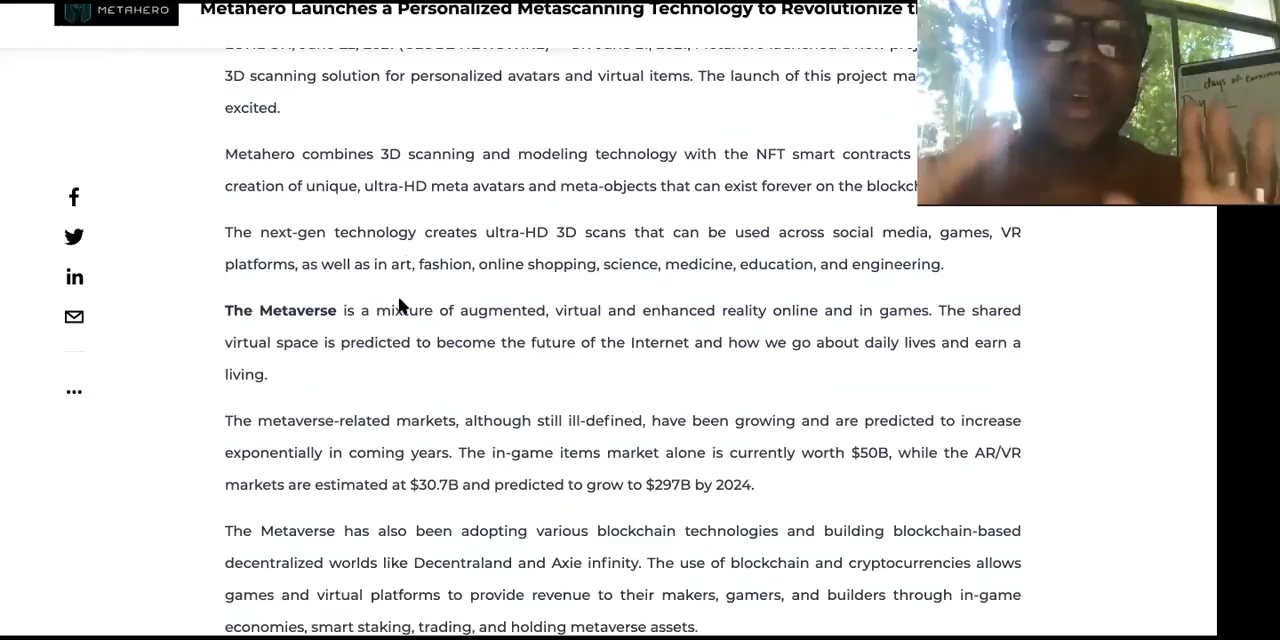 METAHERO
Metahero Launches a Personalized Metascanning Technology to Revolutionize
3D scanning solution for personalized avatars and virtual items. The launch of this project
excited.
Metahero combines 3D scanning and modeling technology with the NFT smart contracts
creation of unique, ultra-HD meta avatars and meta-objects that can exist forever on the
The next-gen technology creates ultra-HD 3D scans that can be used across social media, games, VR
platforms, as well as in art, fashion, online shopping, science, medicine, education, and engineering.
The Metaverse is a mixture of augmented, virtual and enhanced reality online and in games. The shared
virtual space is predicted to become the future of the Internet and how we go about daily lives and earn a
living.
The metaverse-related markets, although still ill-defined, have been growing and are predicted to increase
exponentially in coming years. The in-game items market alone is currently worth $50B, while the AR/VR
markets are estimated at $30.7B and predicted to grow to $297B by 2024.
The Metaverse has also been adopting various blockchain technologies and building blockchain-based
decentralized worlds like Decentraland and Axie infinity. The use of blockchain and cryptocurrencies allows
games and virtual platforms to provide revenue to their makers, gamers, and builders through in-game
economies, smart staking, trading, and holding metaverse assets.
days of